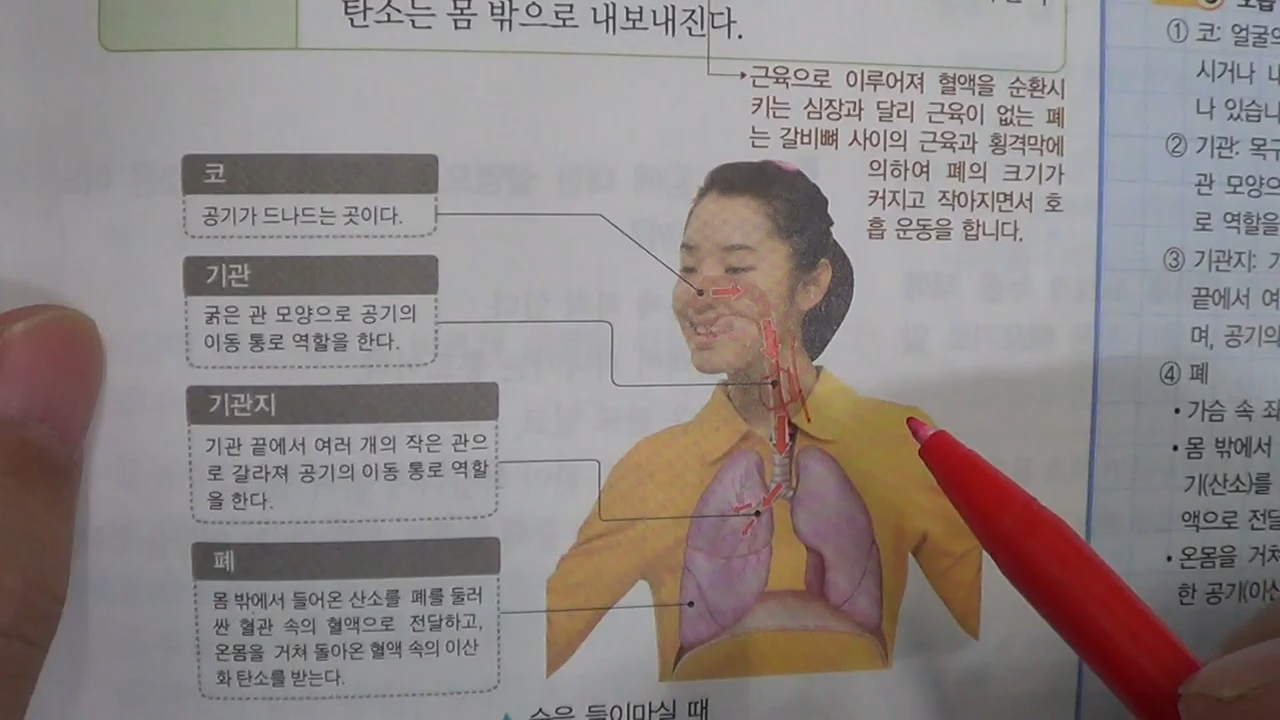 탄소는 몸 밖으로 내보내진다.
근육으로 이루어져 혈액을 순환시
키는 심장과 달리 근육이 없는 폐
는 갈비뼈 사이의 근육과 횡격막에
의하여 폐의 크기가
커지고 작아지면서 호
흡 운동을 합니다.
코
공기가 드나드는 곳이다.
기관
굵은 관 모양으로 공기의
이동 통로 역할을 한다.
기관지
기관 끝에서 여러 개의 작은 관으
로 갈라져 공기의 이동 통로 역할
을 한다.
폐
몸 밖에서 들어온 산소를 폐를 둘러
싼 혈관 속의 혈액으로 전달하고,
온몸을 거쳐 돌아온 혈액 속의 이산
화 탄소를 받는다.
숨을 들이마실 때
① 코: 얼굴의
시거나 내
나 있습니
② 기관: 목구
관 모양으
로 역할을
③ 기관지: 기
끝에서 여
며, 공기의
④ 폐
• 가슴 속 좌
• 몸 밖에서
기(산소)를
액으로 전달
• 온몸을 거쳐
한 공기(이산